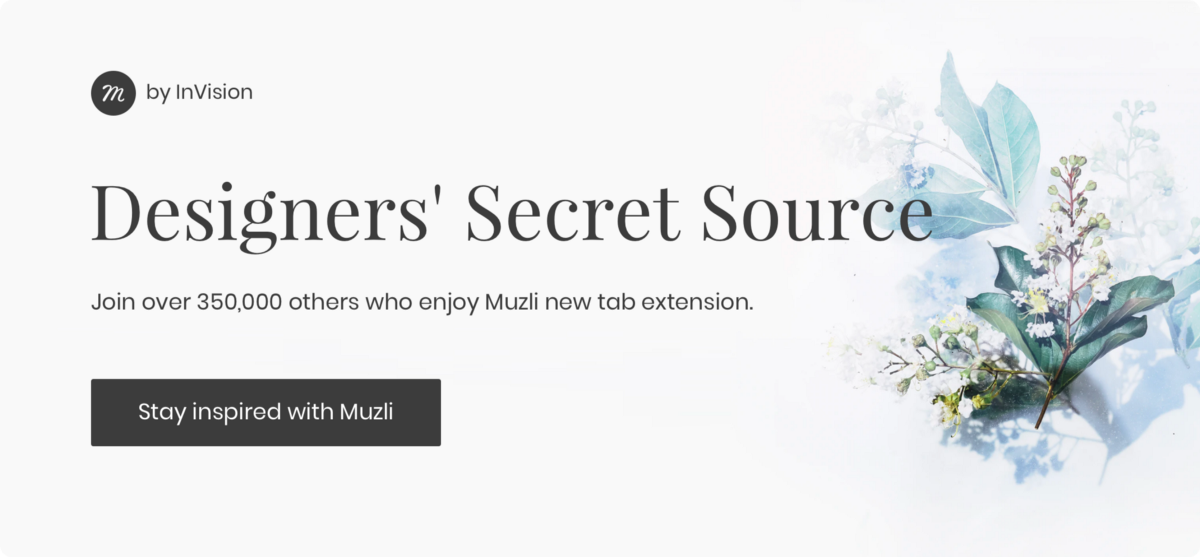 m by InVision
Designers' Secret Source
Join over 350,000 others who enjoy Muzli new tab extension.
Stay inspired with Muzli